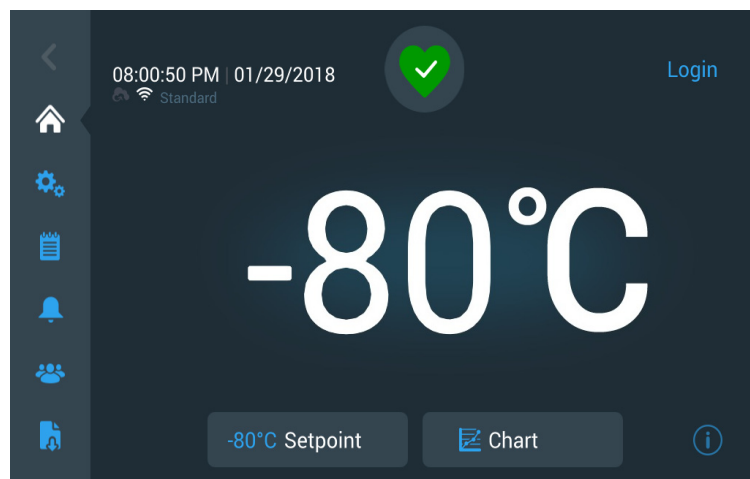 08:00:50 PM | 01/29/2018
Login
Standard
-80°C
-80°C Setpoint
Chart